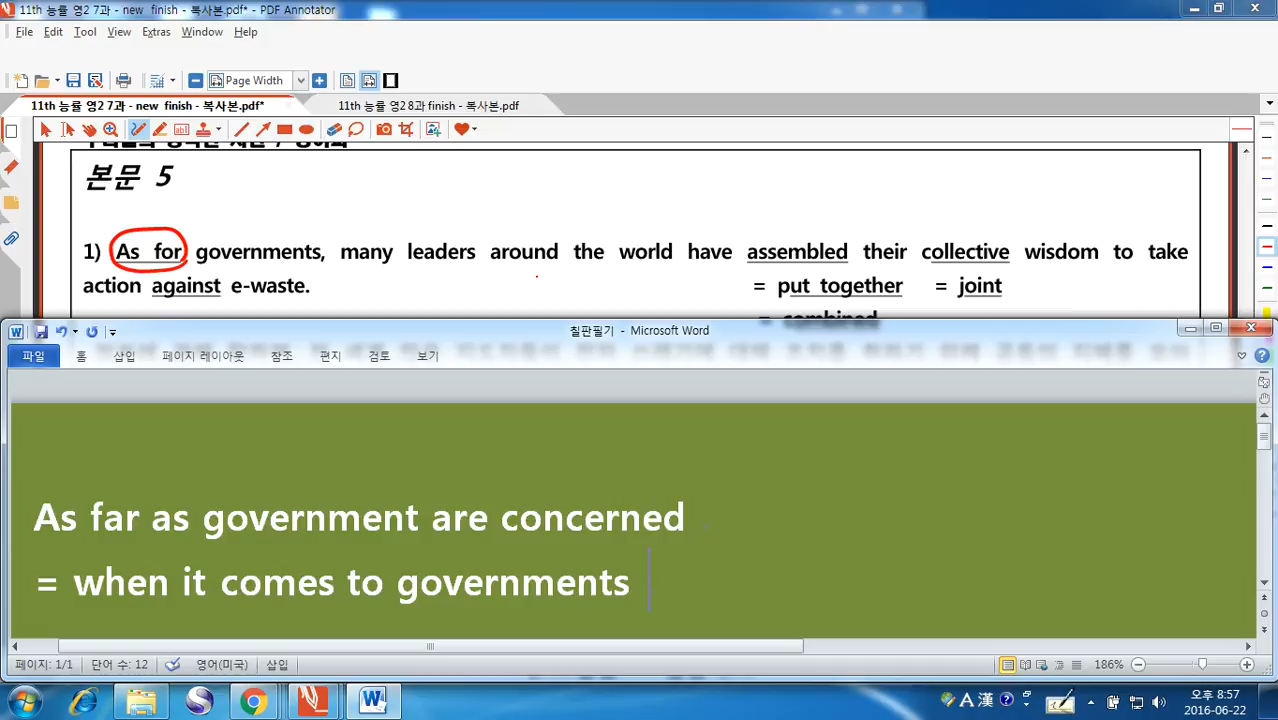 11th 능률 영2 7과 - new finish - 복사본.pdf* - PDF Annotator
File Edit Tool View Extras Window Help
Page Width
11th 능률 영2 7과 - new finish - 복사본.pdf* 11th 능률 영2 8과 finish - 복사본.pdf
본문 5
1) As for governments, many leaders around the world have assembled their collective wisdom to take
action against e-waste. = put together = joint
= combined
칠판필기 - Microsoft Word
파일 홈 삽입 페이지 레이아웃 참조 편지 검토 보기
As far as government are concerned
= when it comes to governments
페이지: 1/1 단어 수: 12 영어(미국) 삽입 186%
A 漢
오후 8:57
2016-06-22